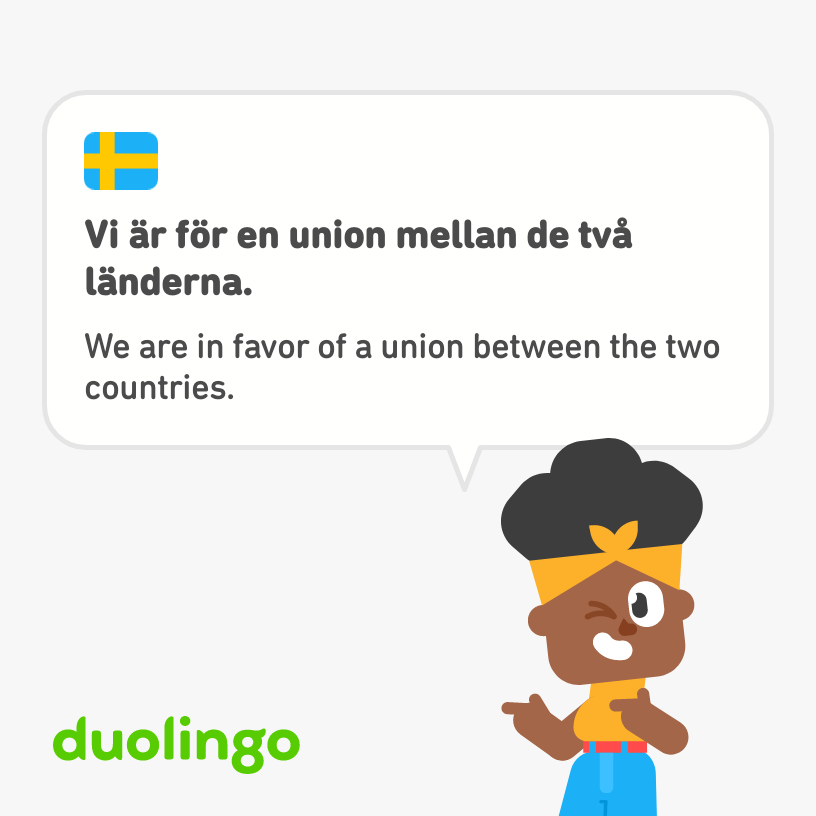 Vi är för en union mellan de två
länderna.
We are in favor of a union between the two
countries.
duolingo